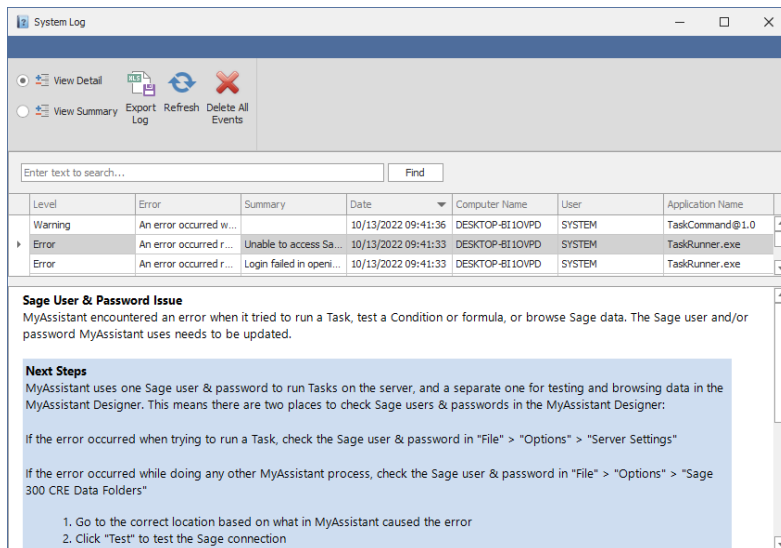 System Log
View Detail
View Summary
Export Log
Refresh
Delete All Events
Enter text to search...
Find
Level Error Summary Date Computer Name User Application Name
Warning An error occurred w... 10/13/2022 09:41:36 DESKTOP-BI1OVPD SYSTEM TaskCommand@1.0
Error An error occurred r... Unable to access Sa... 10/13/2022 09:41:33 DESKTOP-BI1OVPD SYSTEM TaskRunner.exe
Error An error occurred r... Login failed in openi... 10/13/2022 09:41:33 DESKTOP-BI1OVPD SYSTEM TaskRunner.exe
Sage User & Password Issue
MyAssistant encountered an error when it tried to run a Task, test a Condition or formula, or browse Sage data. The Sage user and/or
password MyAssistant uses needs to be updated.
Next Steps
MyAssistant uses one Sage user & password to run Tasks on the server, and a separate one for testing and browsing data in the
MyAssistant Designer. This means there are two places to check Sage users & passwords in the MyAssistant Designer:
If the error occurred when trying to run a Task, check the Sage user & password in "File" > "Options" > "Server Settings"
If the error occurred while doing any other MyAssistant process, check the Sage user & password in "File" > "Options" > "Sage
300 CRE Data Folders"
1. Go to the correct location based on what in MyAssistant caused the error
2. Click "Test" to test the Sage connection